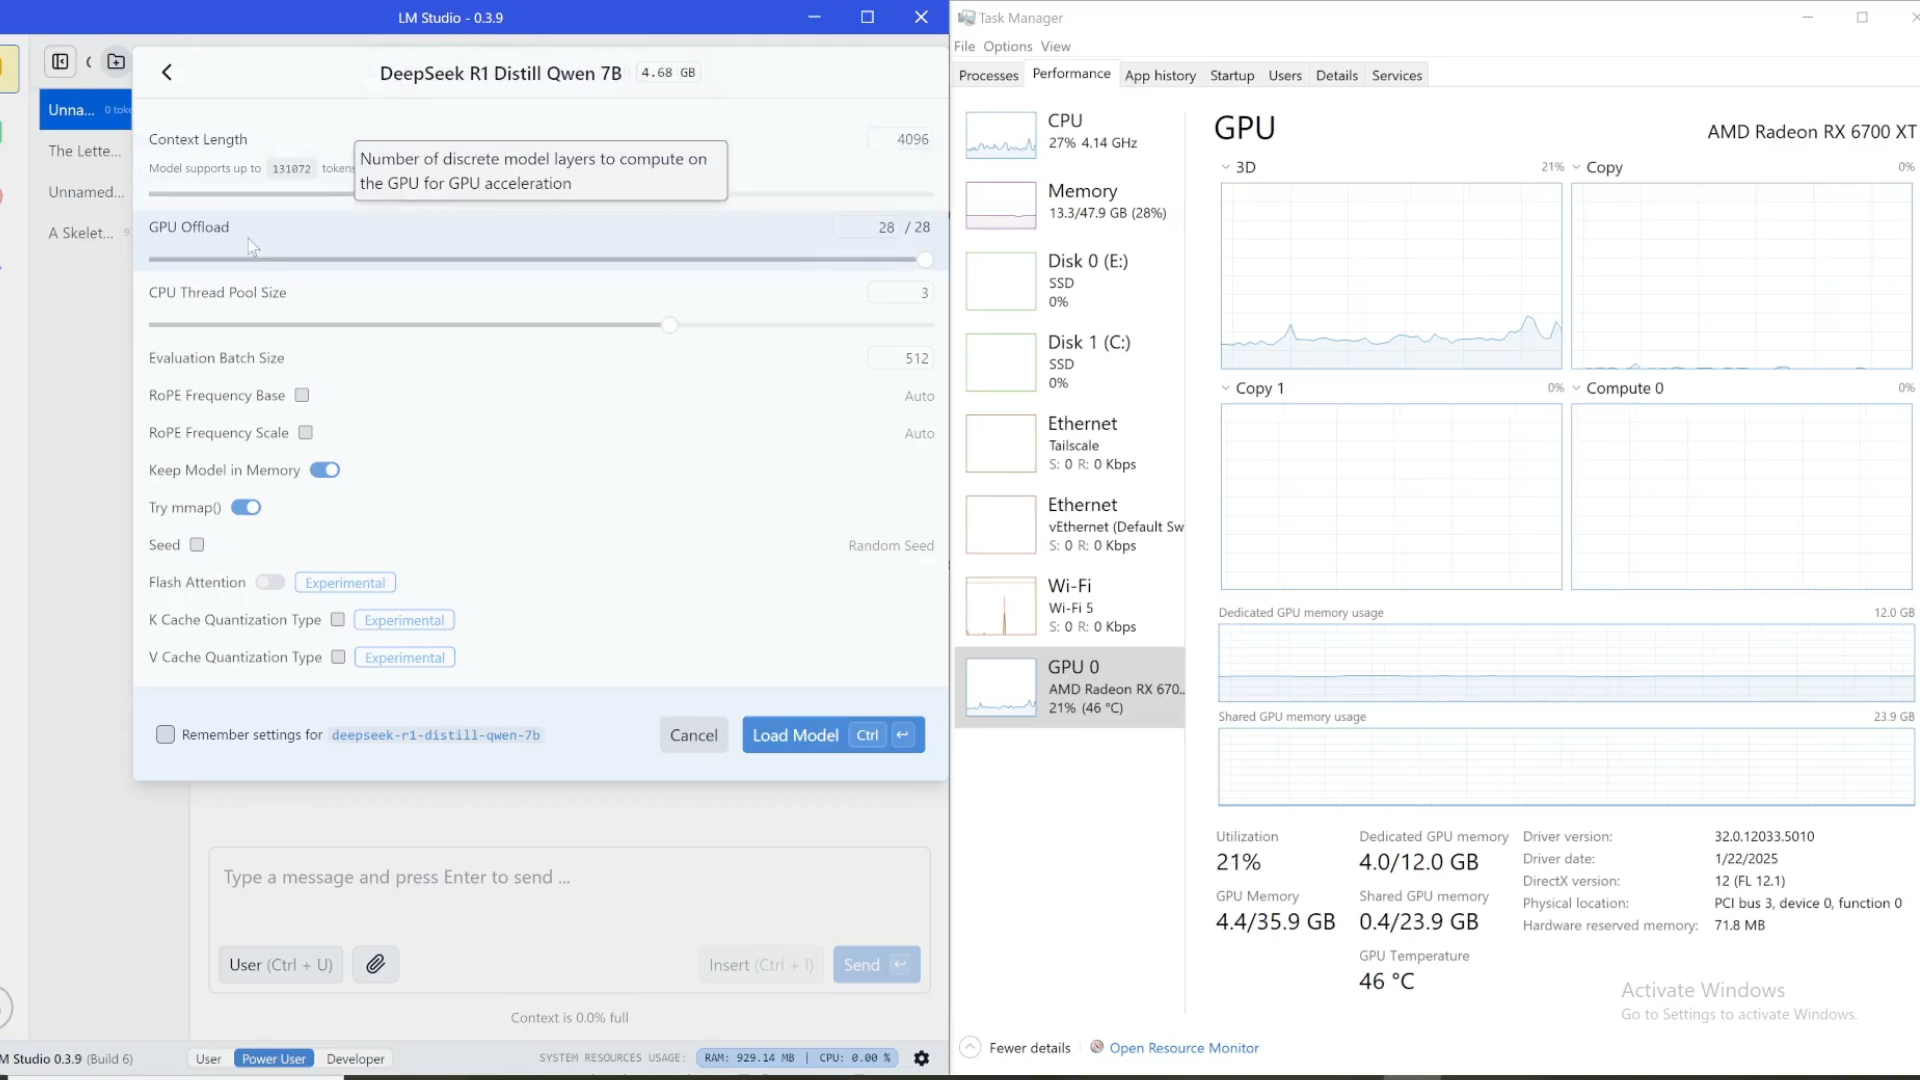 LM Studio - 0.3.9
DeepSeek R1 Distill Qwen 7B 4.68 GB
Unna... 0 toke
The Lette...
Unnamed...
A Skelet...
Context Length 4096
Model supports up to 131072 tokens
Number of discrete model layers to compute on
the GPU for GPU acceleration
GPU Offload 28 / 28
CPU Thread Pool Size 3
Evaluation Batch Size 512
RoPE Frequency Base Auto
RoPE Frequency Scale Auto
Keep Model in Memory
Try mmap()
Seed Random Seed
Flash Attention Experimental
K Cache Quantization Type Experimental
V Cache Quantization Type Experimental
Remember settings for deepseek-r1-distill-qwen-7b Cancel Load Model Ctrl ↩
Type a message and press Enter to send ...
User (Ctrl + U) Insert (Ctrl + I) Send ↩
Context is 0.0% full
M Studio 0.3.9 (Build 6) User Power User Developer SYSTEM RESOURCES USAGE: RAM: 929.14 MB | CPU: 0.00 %
Task Manager
File Options View
Processes Performance App history Startup Users Details Services
CPU
27% 4.14 GHz
Memory
13.3/47.9 GB (28%)
Disk 0 (E:)
SSD
0%
Disk 1 (C:)
SSD
0%
Ethernet
Tailscale
S: 0 R: 0 Kbps
Ethernet
vEthernet (Default Sw
S: 0 R: 0 Kbps
Wi-Fi
Wi-Fi 5
S: 0 R: 0 Kbps
GPU 0
AMD Radeon RX 670...
21% (46 °C)
GPU AMD Radeon RX 6700 XT
3D 21% Copy 0%
Copy 1 0% Compute 0 0%
Dedicated GPU memory usage 12.0 GB
Shared GPU memory usage 23.9 GB
Utilization
21%
Dedicated GPU memory
4.0/12.0 GB
GPU Memory
4.4/35.9 GB
Shared GPU memory
0.4/23.9 GB
GPU Temperature
46 °C
Driver version: 32.0.12033.5010
Driver date: 1/22/2025
DirectX version: 12 (FL 12.1)
Physical location: PCI bus 3, device 0, function 0
Hardware reserved memory: 71.8 MB
Activate Windows
Go to Settings to activate Windows.
Fewer details Open Resource Monitor